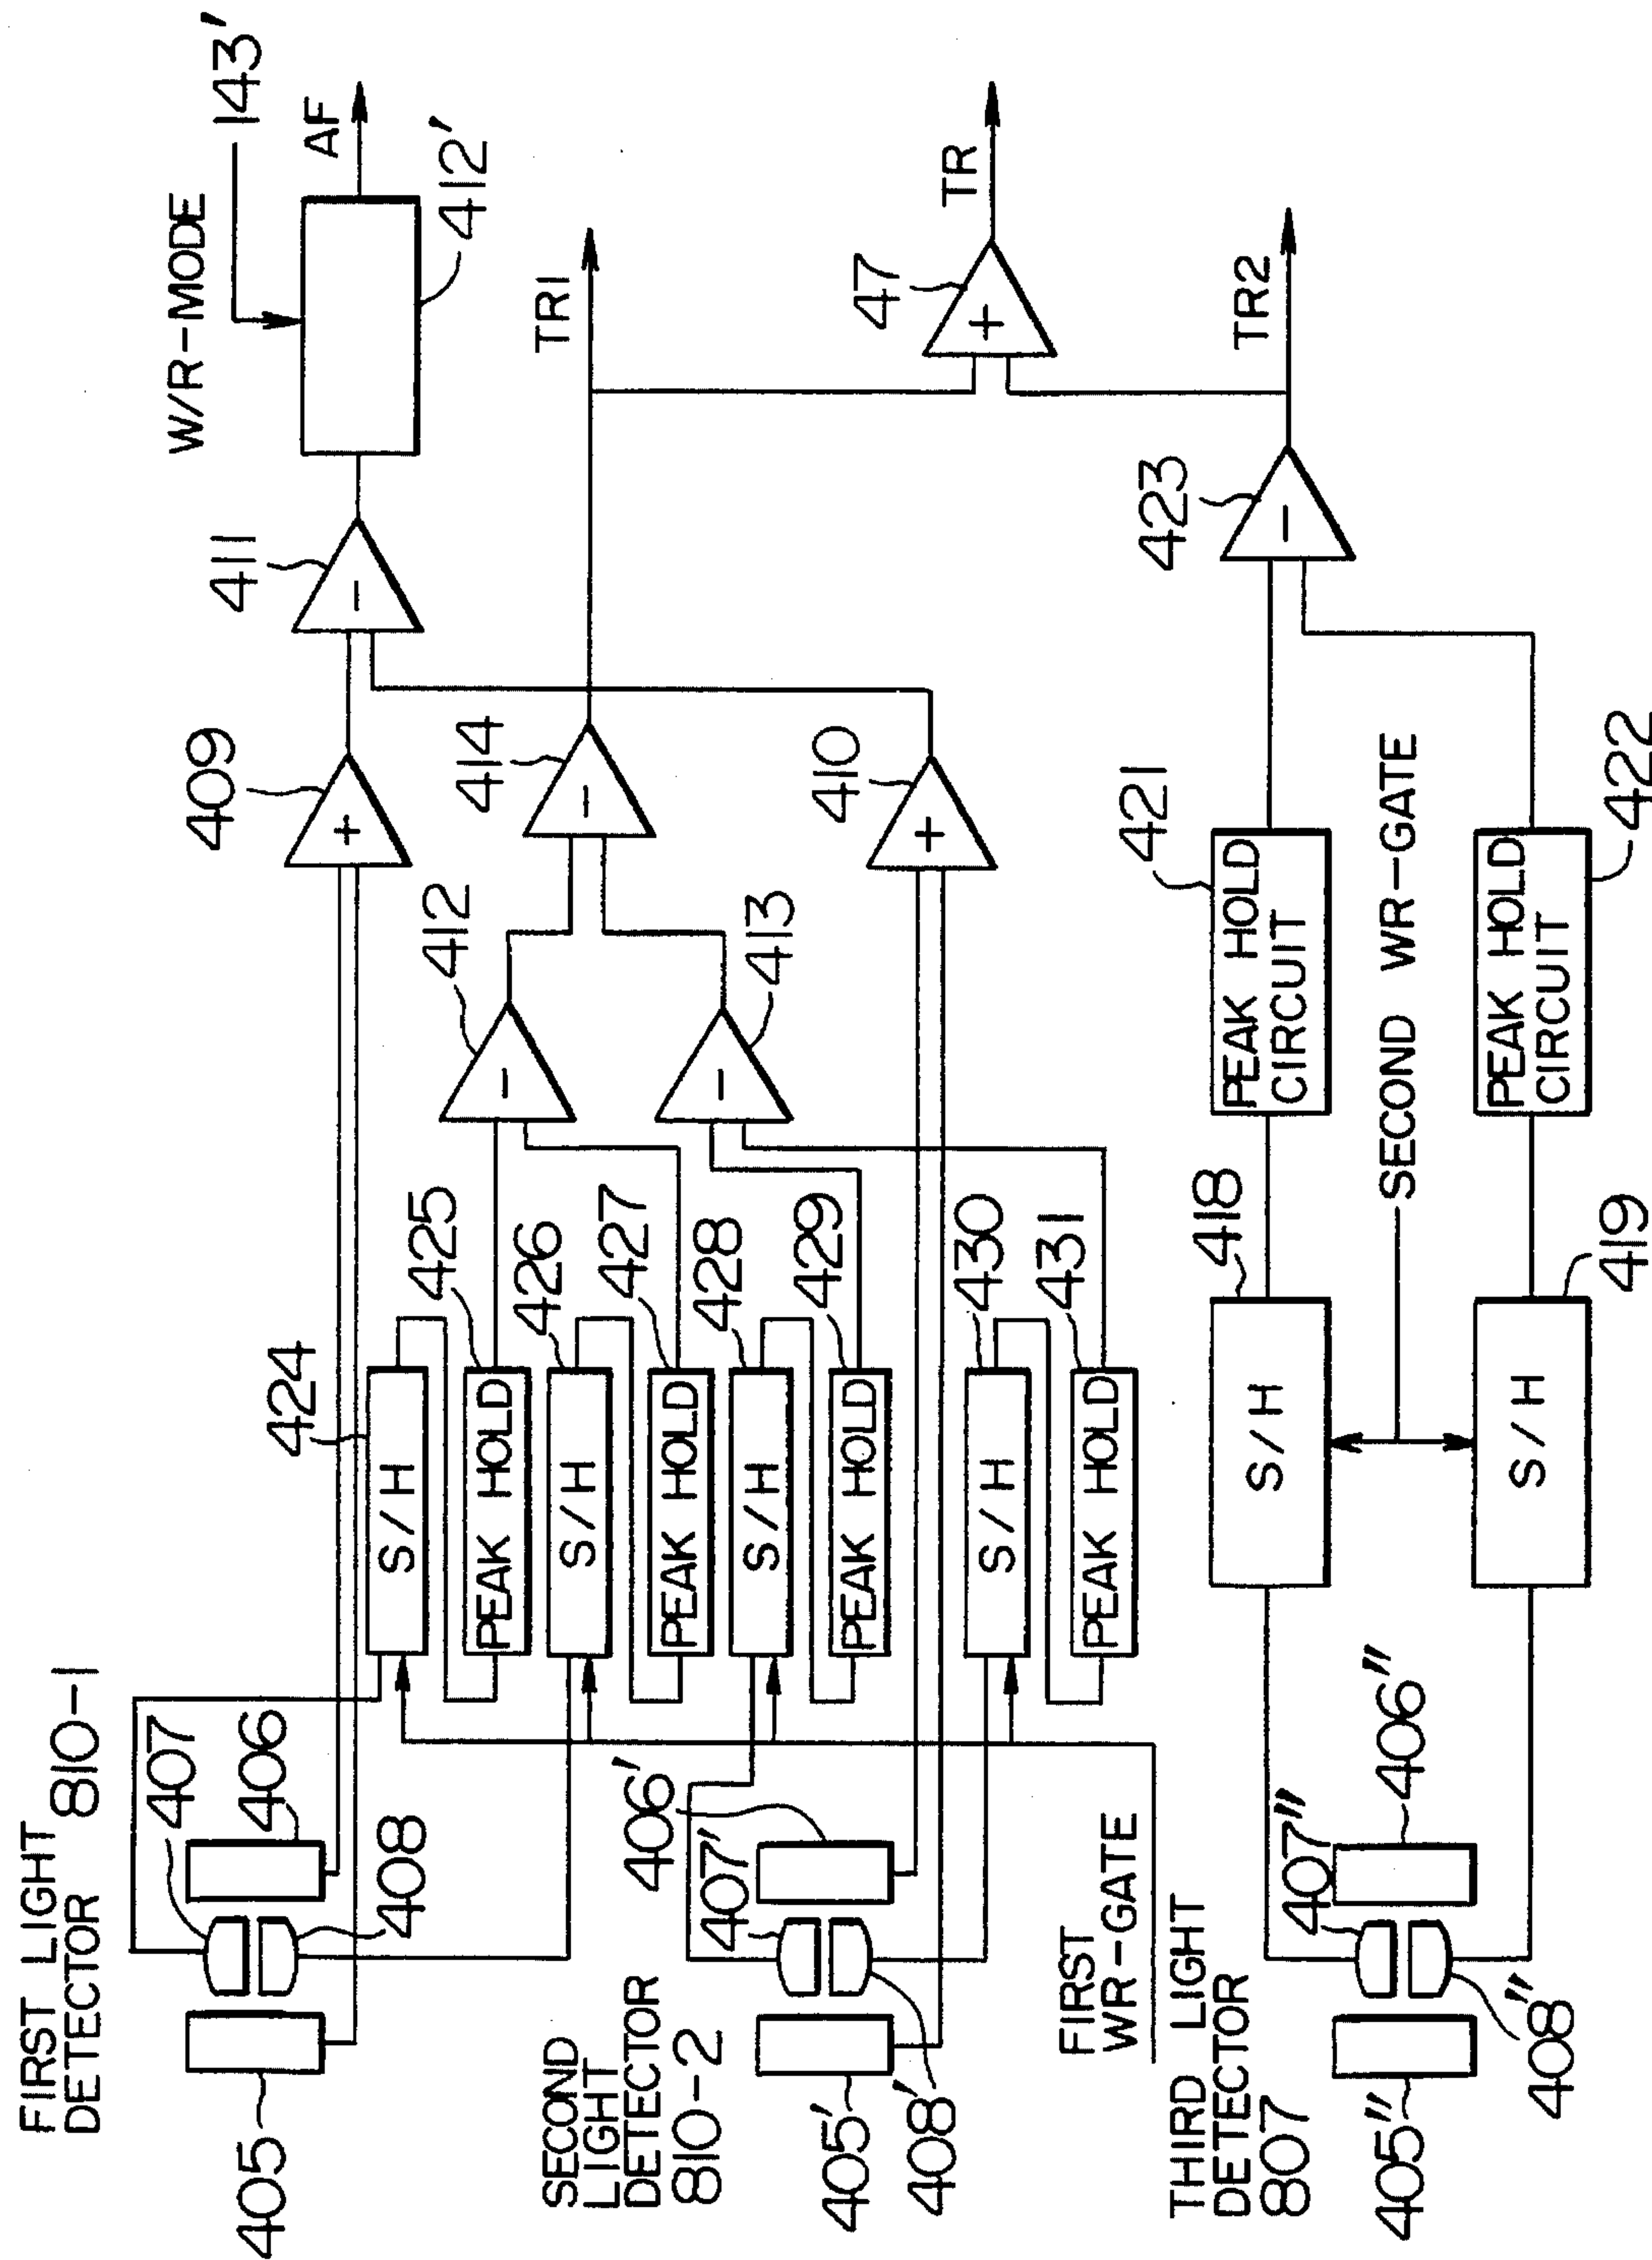 FIRST LIGHT
DETECTOR 810-1
405
407
406
408
424
409
411
W/R-MODE
143'
AF
412'
+
−
S/H
425
PEAK HOLD
426
S/H
427
PEAK HOLD
412
−
414
−
TR1
SECOND
LIGHT
DETECTOR
810-2
405'
406'
407'
408'
428
S/H
429
PEAK HOLD
413
−
410
+
430
S/H
431
PEAK HOLD
47
+
TR
FIRST
WR-GATE
THIRD LIGHT
DETECTOR
807
405"
407"
406"
408"
418
S/H
421
PEAK HOLD
CIRCUIT
423
−
TR2
SECOND WR-GATE
S/H
419
PEAK HOLD
CIRCUIT
422